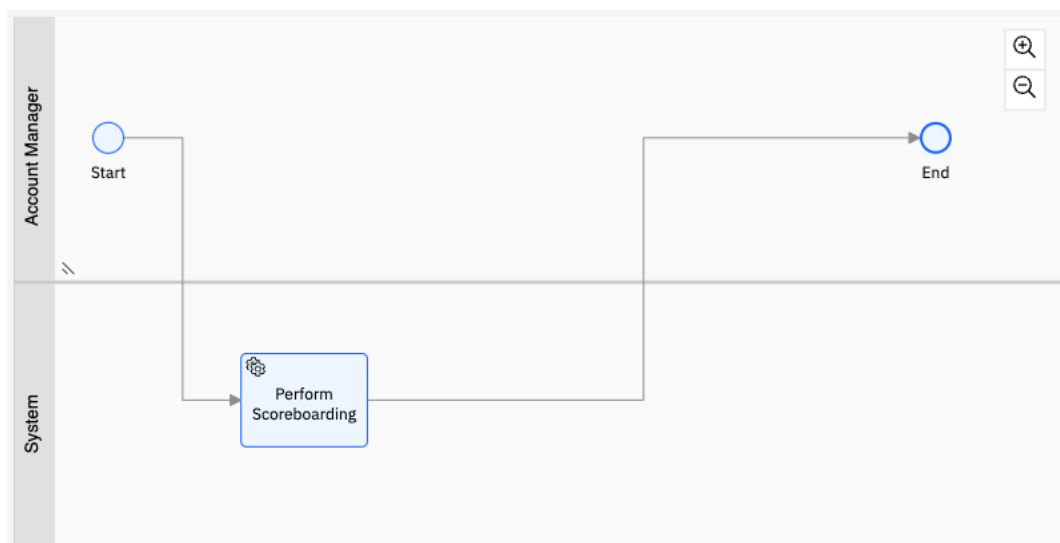 Account Manager
Start
End
System
Perform
Scoreboarding